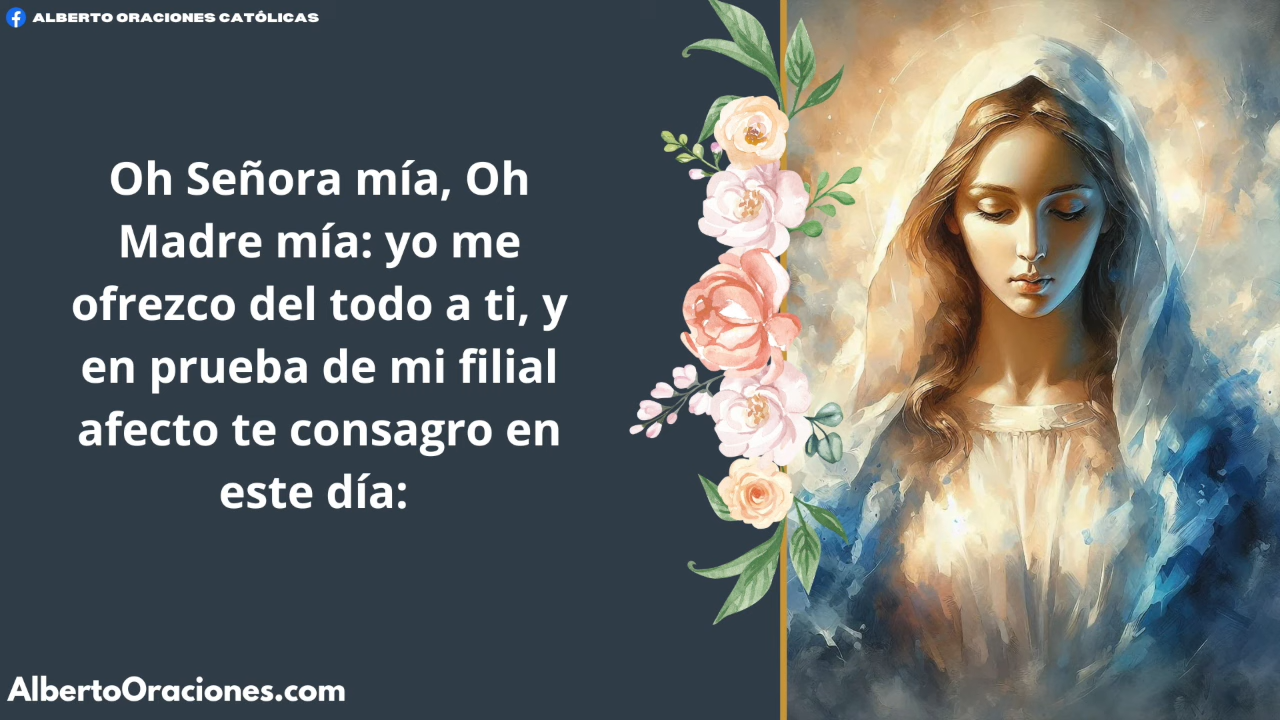 ALBERTO ORACIONES CATÓLICAS
Oh Señora mía, Oh
Madre mía: yo me
ofrezco del todo a ti, y
en prueba de mi filial
afecto te consagro en
este día:
AlbertoOraciones.com